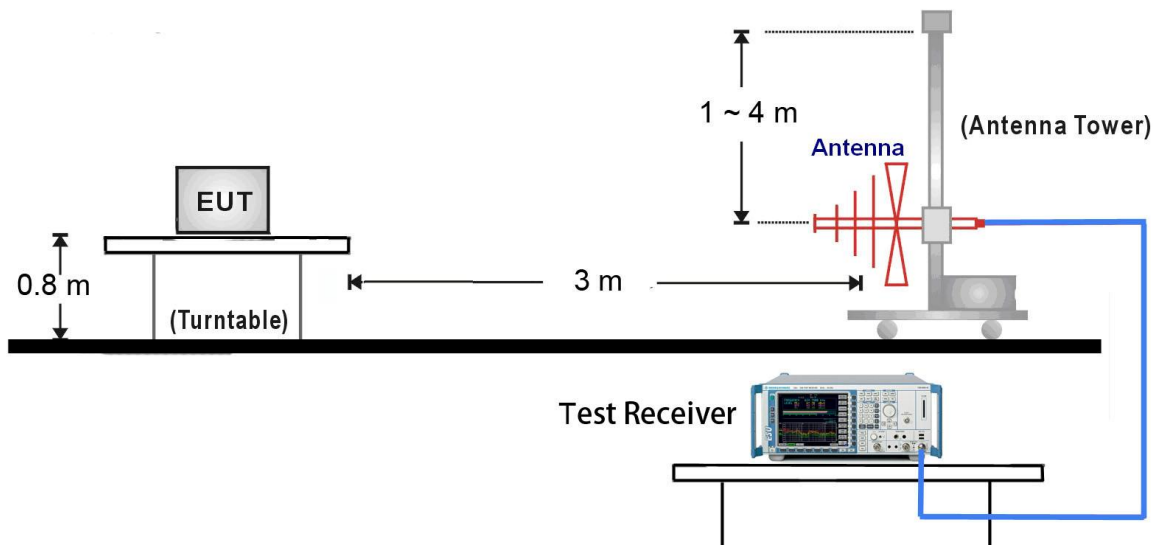 1 ~ 4 m
(Antenna Tower)
Antenna
EUT
0.8 m
3 m
(Turntable)
Test Receiver